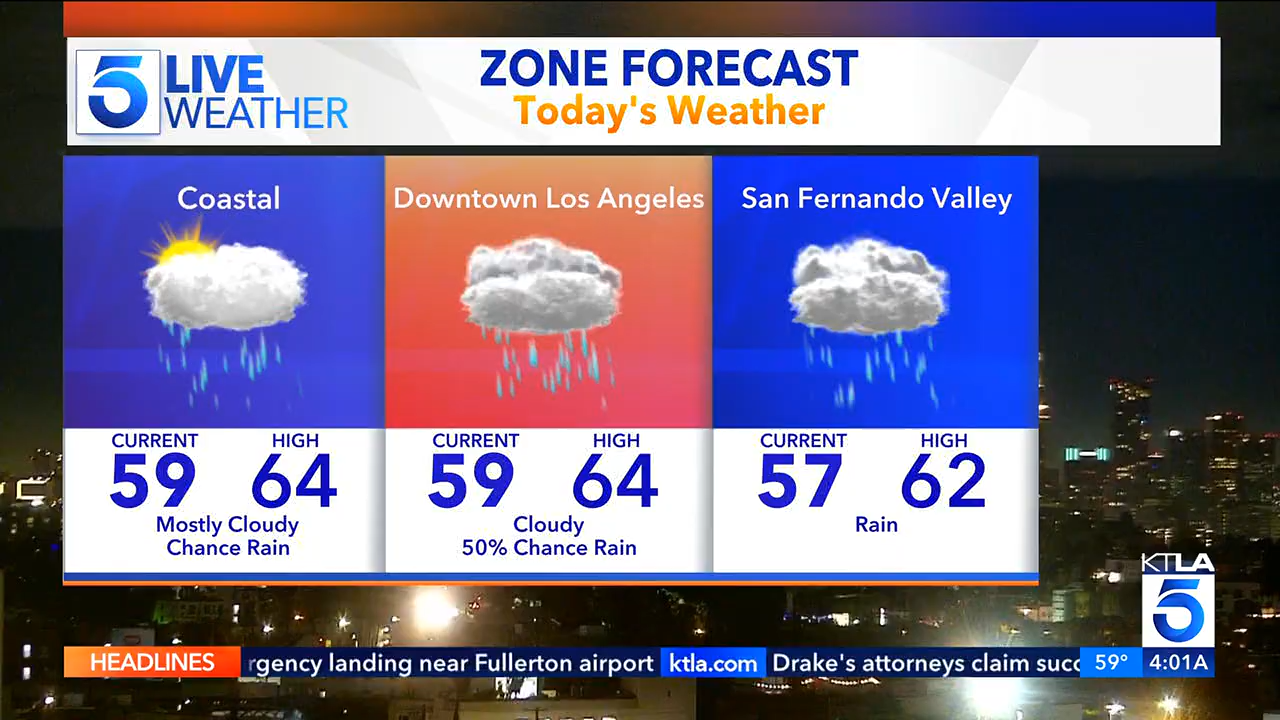 5 LIVE
WEATHER
ZONE FORECAST
Today's Weather
Coastal
CURRENT HIGH
59 64
Mostly Cloudy
Chance Rain
Downtown Los Angeles
CURRENT HIGH
59 64
Cloudy
50% Chance Rain
San Fernando Valley
CURRENT HIGH
57 62
Rain
KTLA
5
HEADLINES rgency landing near Fullerton airport ktla.com Drake's attorneys claim succ 59° 4:01A